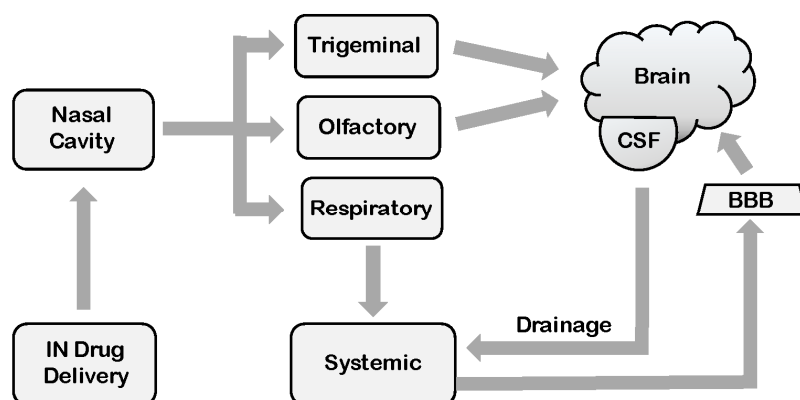 Trigeminal
Brain
Nasal
Cavity
Olfactory
CSF
Respiratory
BBB
Drainage
IN Drug
Delivery
Systemic